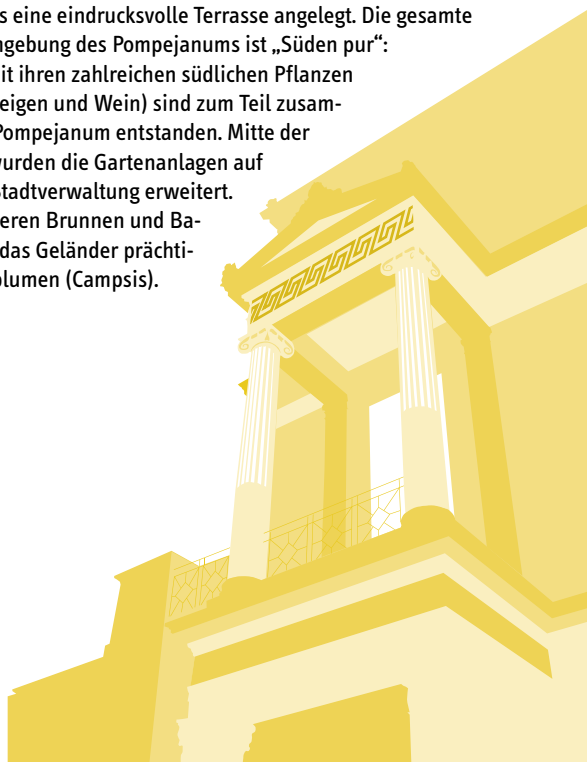 s eine eindrucksvolle Terrasse angelegt. Die gesamte
ngebung des Pompejanums ist „Süden pur“:
it ihren zahlreichen südlichen Pflanzen
eigen und Wein) sind zum Teil zusam-
Pompejanum entstanden. Mitte der
wurden die Gartenanlagen auf
Stadtverwaltung erweitert.
eren Brunnen und Ba-
das Geländer prächti-
blumen (Campsis).